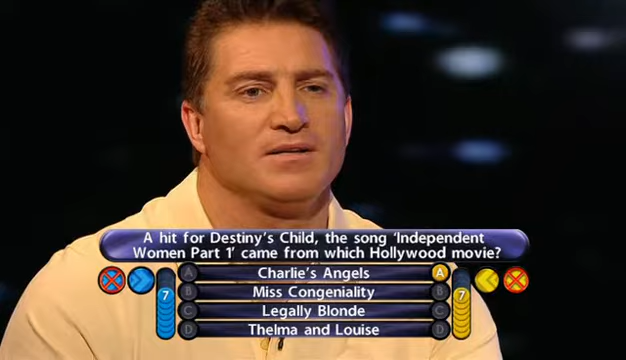 A hit for Destiny's Child, the song 'Independent
Women Part 1' came from which Hollywood movie?
A Charlie's Angels A
B Miss Congeniality B
7 7
C Legally Blonde C
D Thelma and Louise D